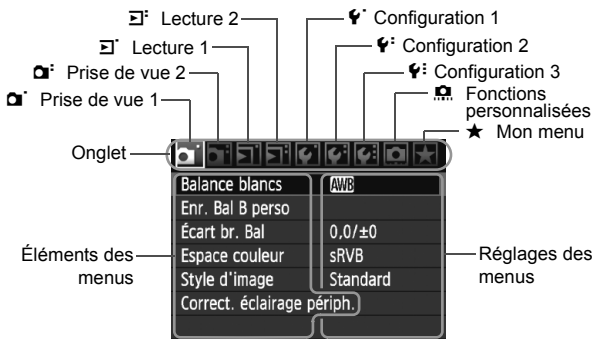 Lecture 2
Configuration 1
Lecture 1
Configuration 2
Prise de vue 2
Configuration 3
Prise de vue 1
Fonctions
personnalisées
Mon menu
Onglet
Balance blancs AWB
Enr. Bal B perso
Écart br. Bal 0,0/±0
Espace couleur sRVB
Style d'image Standard
Correct. éclairage périph.
Éléments des
menus
Réglages des
menus